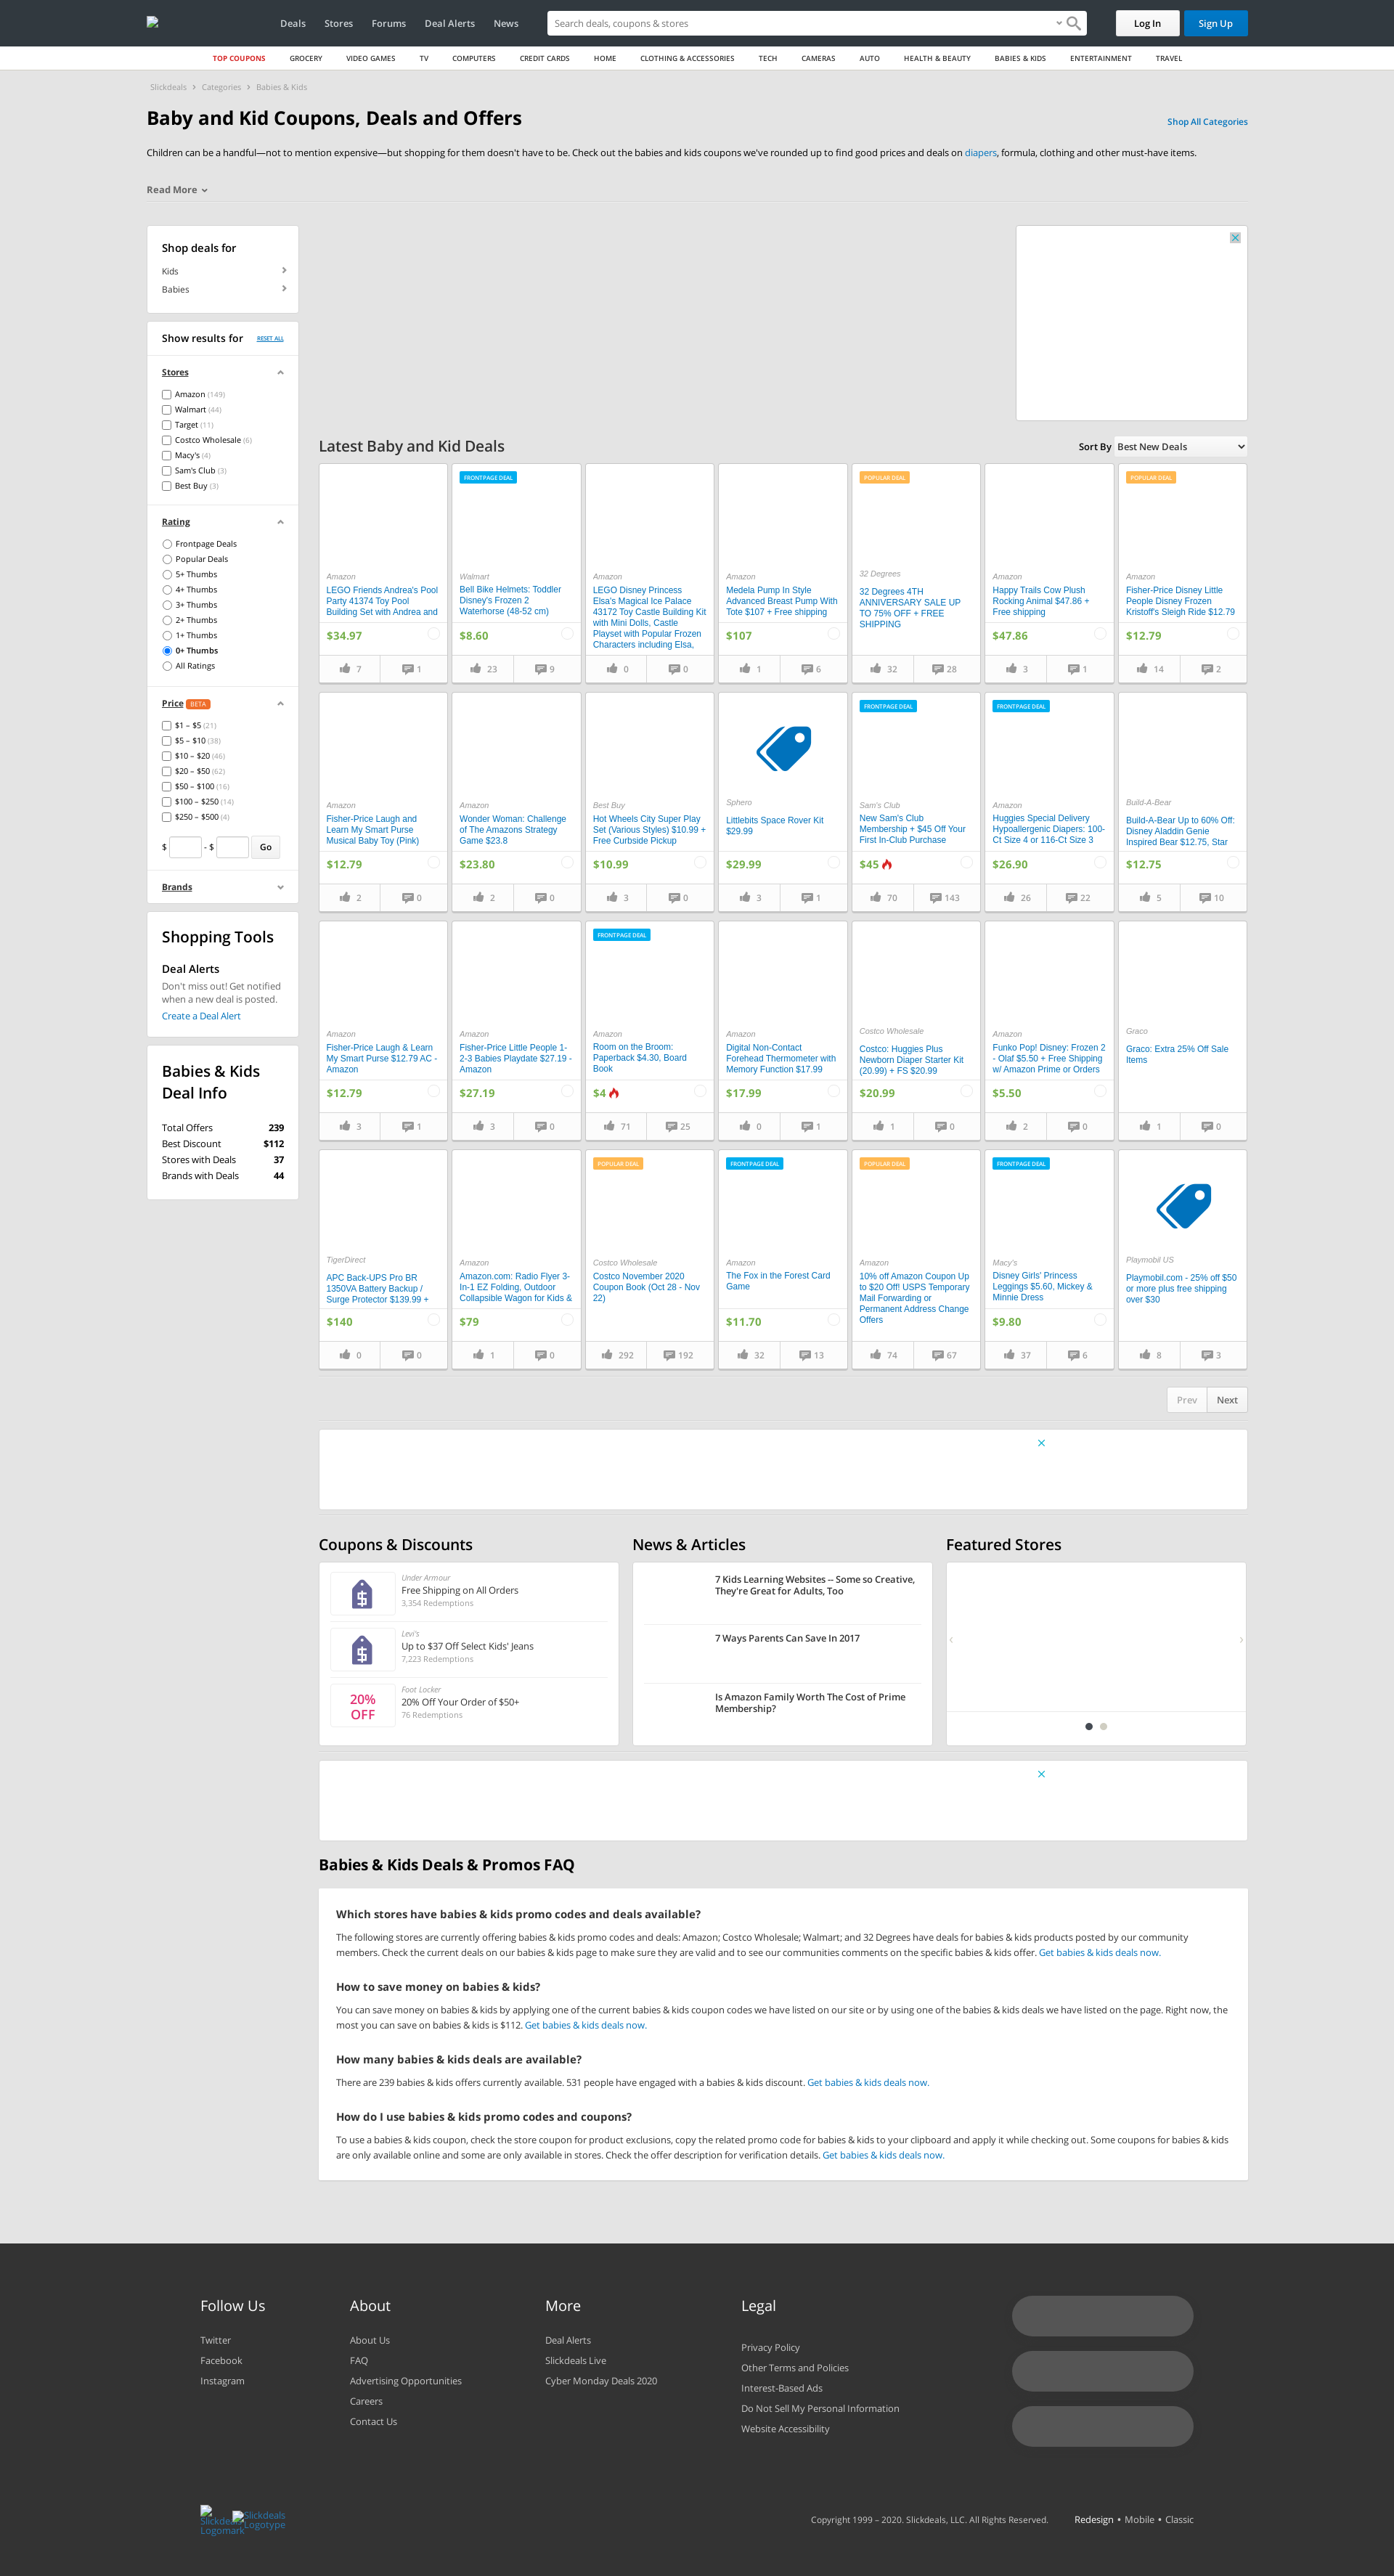 Deals Stores Forums Deal Alerts News Search deals, coupons & stores Log In Sign Up
TOP COUPONS GROCERY VIDEO GAMES TV COMPUTERS CREDIT CARDS HOME CLOTHING & ACCESSORIES TECH CAMERAS AUTO HEALTH & BEAUTY BABIES & KIDS ENTERTAINMENT TRAVEL
Slickdeals › Categories › Babies & Kids
Baby and Kid Coupons, Deals and Offers
Shop All Categories
Children can be a handful—not to mention expensive—but shopping for them doesn't have to be. Check out the babies and kids coupons we've rounded up to find good prices and deals on diapers, formula, clothing and other must-have items.
Read More
Shop deals for
Kids
Babies
Show results for RESET ALL
Stores
Amazon (149)
Walmart (44)
Target (11)
Costco Wholesale (6)
Macy's (4)
Sam's Club (3)
Best Buy (3)
Rating
Frontpage Deals
Popular Deals
5+ Thumbs
4+ Thumbs
3+ Thumbs
2+ Thumbs
1+ Thumbs
0+ Thumbs
All Ratings
Price BETA
$1 – $5 (21)
$5 – $10 (38)
$10 – $20 (46)
$20 – $50 (62)
$50 – $100 (16)
$100 – $250 (14)
$250 – $500 (4)
$ - $ Go
Brands
Shopping Tools
Deal Alerts
Don't miss out! Get notified
when a new deal is posted.
Create a Deal Alert
Babies & Kids
Deal Info
Total Offers 239
Best Discount $112
Stores with Deals 37
Brands with Deals 44
Latest Baby and Kid Deals
Sort By Best New Deals
Amazon
LEGO Friends Andrea's Pool
Party 41374 Toy Pool
Building Set with Andrea and
$34.97
7 1
FRONTPAGE DEAL
Walmart
Bell Bike Helmets: Toddler
Disney's Frozen 2
Waterhorse (48-52 cm)
$8.60
23 9
Amazon
LEGO Disney Princess
Elsa's Magical Ice Palace
43172 Toy Castle Building Kit
with Mini Dolls, Castle
Playset with Popular Frozen
Characters including Elsa,
0 0
Amazon
Medela Pump In Style
Advanced Breast Pump With
Tote $107 + Free shipping
$107
1 6
POPULAR DEAL
32 Degrees
32 Degrees 4TH
ANNIVERSARY SALE UP
TO 75% OFF + FREE
SHIPPING
32 28
Amazon
Happy Trails Cow Plush
Rocking Animal $47.86 +
Free shipping
$47.86
3 1
POPULAR DEAL
Amazon
Fisher-Price Disney Little
People Disney Frozen
Kristoff's Sleigh Ride $12.79
$12.79
14 2
Amazon
Fisher-Price Laugh and
Learn My Smart Purse
Musical Baby Toy (Pink)
$12.79
2 0
Amazon
Wonder Woman: Challenge
of The Amazons Strategy
Game $23.8
$23.80
2 0
Best Buy
Hot Wheels City Super Play
Set (Various Styles) $10.99 +
Free Curbside Pickup
$10.99
3 0
Sphero
Littlebits Space Rover Kit
$29.99
$29.99
3 1
FRONTPAGE DEAL
Sam's Club
New Sam's Club
Membership + $45 Off Your
First In-Club Purchase
$45
70 143
FRONTPAGE DEAL
Amazon
Huggies Special Delivery
Hypoallergenic Diapers: 100-
Ct Size 4 or 116-Ct Size 3
$26.90
26 22
Build-A-Bear
Build-A-Bear Up to 60% Off:
Disney Aladdin Genie
Inspired Bear $12.75, Star
$12.75
5 10
Amazon
Fisher-Price Laugh & Learn
My Smart Purse $12.79 AC -
Amazon
$12.79
3 1
Amazon
Fisher-Price Little People 1-
2-3 Babies Playdate $27.19 -
Amazon
$27.19
3 0
FRONTPAGE DEAL
Amazon
Room on the Broom:
Paperback $4.30, Board
Book
$4
71 25
Amazon
Digital Non-Contact
Forehead Thermometer with
Memory Function $17.99
$17.99
0 1
Costco Wholesale
Costco: Huggies Plus
Newborn Diaper Starter Kit
(20.99) + FS $20.99
$20.99
1 0
Amazon
Funko Pop! Disney: Frozen 2
- Olaf $5.50 + Free Shipping
w/ Amazon Prime or Orders
$5.50
2 0
Graco
Graco: Extra 25% Off Sale
Items
1 0
TigerDirect
APC Back-UPS Pro BR
1350VA Battery Backup /
Surge Protector $139.99 +
$140
0 0
Amazon
Amazon.com: Radio Flyer 3-
In-1 EZ Folding, Outdoor
Collapsible Wagon for Kids &
$79
1 0
POPULAR DEAL
Costco Wholesale
Costco November 2020
Coupon Book (Oct 28 - Nov
22)
292 192
FRONTPAGE DEAL
Amazon
The Fox in the Forest Card
Game
$11.70
32 13
POPULAR DEAL
Amazon
10% off Amazon Coupon Up
to $20 Off! USPS Temporary
Mail Forwarding or
Permanent Address Change
Offers
74 67
FRONTPAGE DEAL
Macy's
Disney Girls' Princess
Leggings $5.60, Mickey &
Minnie Dress
$9.80
37 6
Playmobil US
Playmobil.com - 25% off $50
or more plus free shipping
over $30
8 3
Prev Next
Coupons & Discounts
Under Armour
Free Shipping on All Orders
3,354 Redemptions
Levi's
Up to $37 Off Select Kids' Jeans
7,223 Redemptions
20%
OFF
Foot Locker
20% Off Your Order of $50+
76 Redemptions
News & Articles
7 Kids Learning Websites -- Some so Creative,
They're Great for Adults, Too
7 Ways Parents Can Save In 2017
Is Amazon Family Worth The Cost of Prime
Membership?
Featured Stores
Babies & Kids Deals & Promos FAQ
Which stores have babies & kids promo codes and deals available?
The following stores are currently offering babies & kids promo codes and deals: Amazon; Costco Wholesale; Walmart; and 32 Degrees have deals for babies & kids products posted by our community
members. Check the current deals on our babies & kids page to make sure they are valid and to see our communities comments on the specific babies & kids offer. Get babies & kids deals now.
How to save money on babies & kids?
You can save money on babies & kids by applying one of the current babies & kids coupon codes we have listed on our site or by using one of the babies & kids deals we have listed on the page. Right now, the
most you can save on babies & kids is $112. Get babies & kids deals now.
How many babies & kids deals are available?
There are 239 babies & kids offers currently available. 531 people have engaged with a babies & kids discount. Get babies & kids deals now.
How do I use babies & kids promo codes and coupons?
To use a babies & kids coupon, check the store coupon for product exclusions, copy the related promo code for babies & kids to your clipboard and apply it while checking out. Some coupons for babies & kids
are only available online and some are only available in stores. Check the offer description for verification details. Get babies & kids deals now.
Follow Us
Twitter
Facebook
Instagram
About
About Us
FAQ
Advertising Opportunities
Careers
Contact Us
More
Deal Alerts
Slickdeals Live
Cyber Monday Deals 2020
Legal
Privacy Policy
Other Terms and Policies
Interest-Based Ads
Do Not Sell My Personal Information
Website Accessibility
Slickdeals
Logomark
Slickdeals
Logotype
Copyright 1999 – 2020. Slickdeals, LLC. All Rights Reserved. Redesign • Mobile • Classic